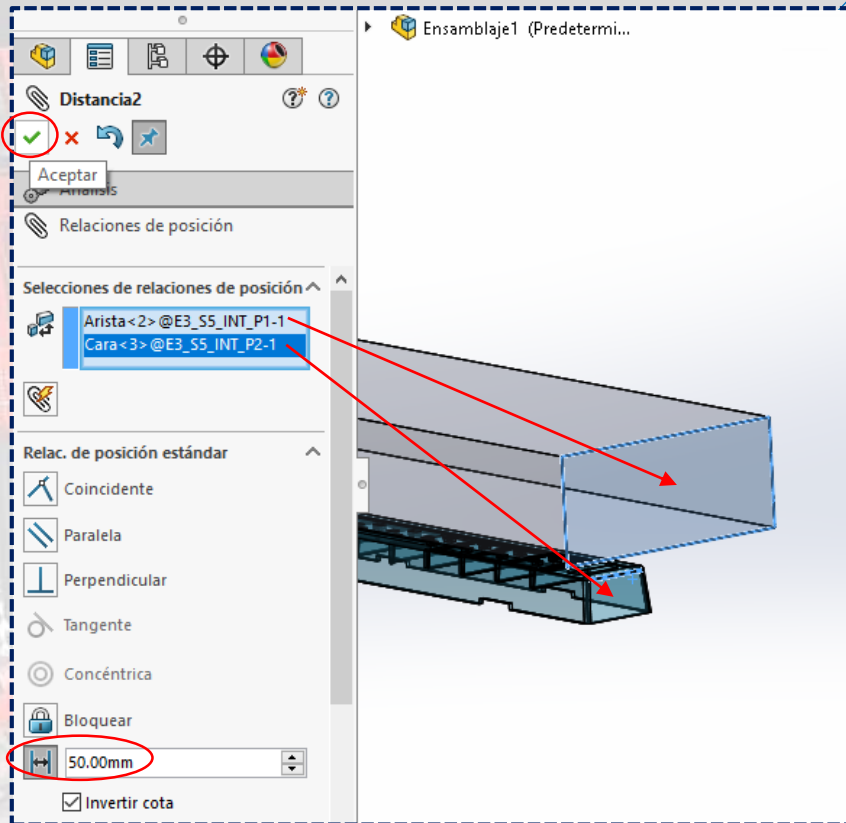 Ensamblaje1 (Predetermi...
Distancia2
Aceptar
Análisis
Relaciones de posición
Selecciones de relaciones de posición
Arista<2>@E3_S5_INT_P1-1
Cara<3>@E3_S5_INT_P2-1
Relac. de posición estándar
Coincidente
Paralela
Perpendicular
Tangente
Concéntrica
Bloquear
50.00mm
Invertir cota